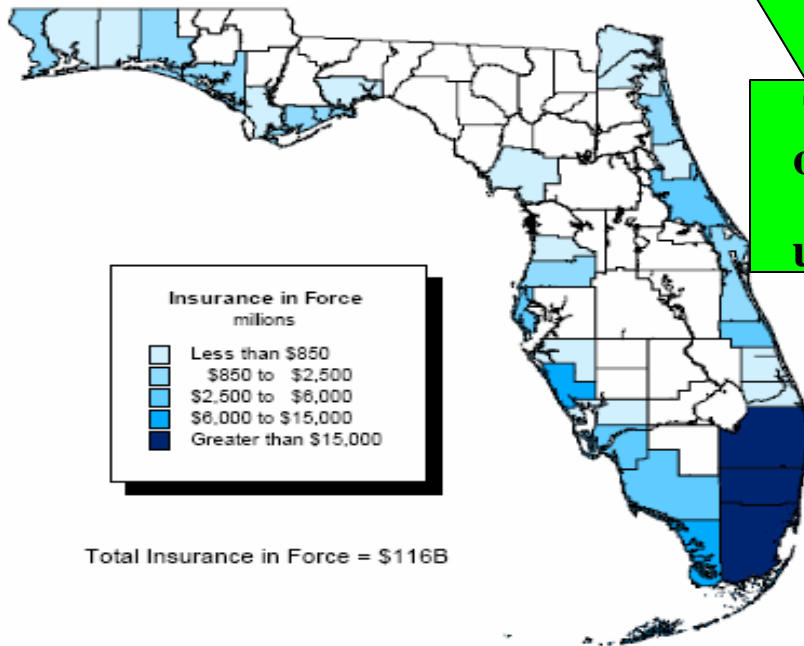 Insurance in Force
millions
Less than $850
$850 to $2,500
$2,500 to $6,000
$6,000 to $15,000
Greater than $15,000
Total Insurance in Force = $116B